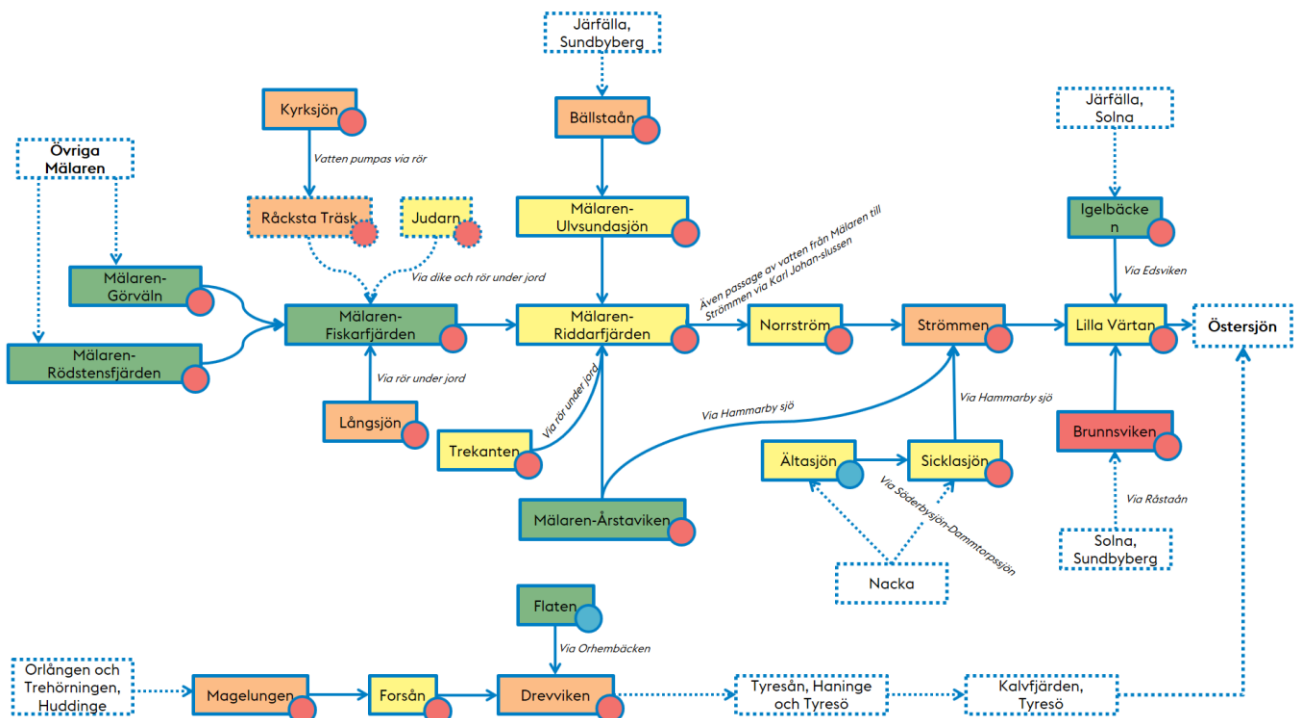 Järfälla,
Sundbyberg
Järfälla,
Solna
Kyrksjön
Bällstaån
Övriga
Mälaren
Vatten pumpas via rör
Råcksta Träsk
Judarn
Mälaren-
Ulvsundasjön
Igelbäcke
n
Mälaren-
Görväln
Via dike och rör under jord
Även passage av vatten från Mälaren till
Strömmen via Karl Johan-slussen
Via Edsviken
Mälaren-
Fiskarfjärden
Mälaren-
Riddarfjärden
Norrström
Strömmen
Lilla Värtan
Östersjön
Mälaren-
Rödstensfjärden
Via rör under jord
Via rör under jord
Via Hammarby sjö
Via Hammarby sjö
Långsjön
Trekanten
Ältasjön
Sicklasjön
Brunnsviken
Via Söderbysjön-Dammtorpssjön
Via Råstaån
Mälaren-Årstaviken
Solna,
Sundbyberg
Nacka
Flaten
Via Orhembäcken
Orlången och
Trehörningen,
Huddinge
Magelungen
Forsån
Drevviken
Tyresån, Haninge
och Tyresö
Kalvfjärden,
Tyresö